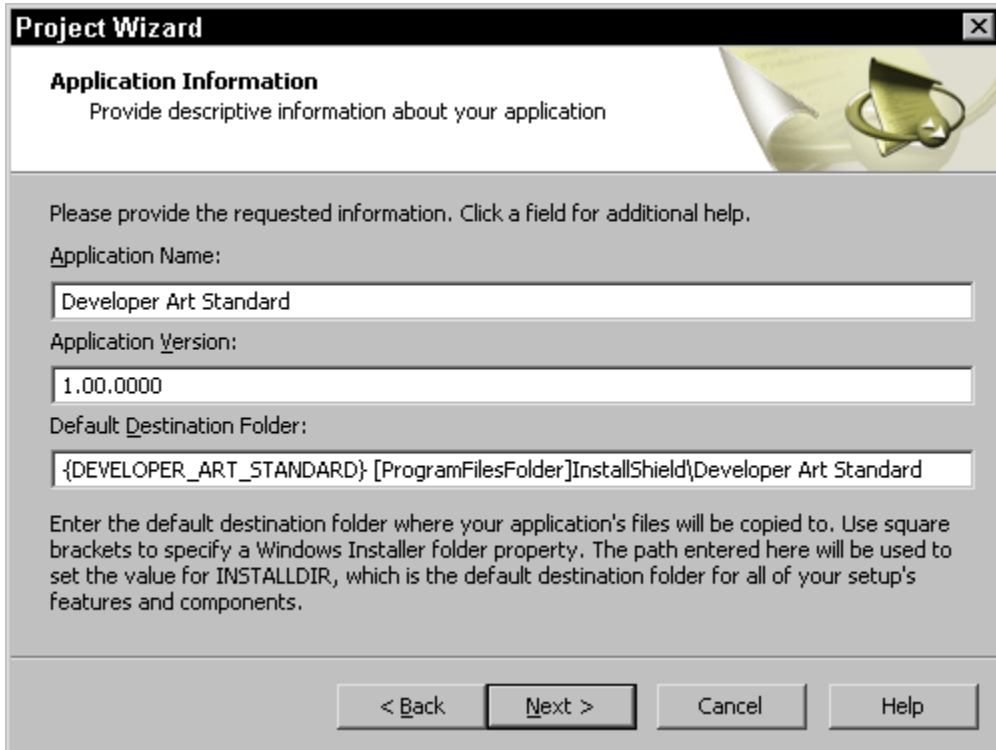 Project Wizard
Application Information
Provide descriptive information about your application
Please provide the requested information. Click a field for additional help.
Application Name:
Developer Art Standard
Application Version:
1.00.0000
Default Destination Folder:
{DEVELOPER_ART_STANDARD} [ProgramFilesFolder]InstallShield\Developer Art Standard
Enter the default destination folder where your application's files will be copied to. Use square
brackets to specify a Windows Installer folder property. The path entered here will be used to
set the value for INSTALLDIR, which is the default destination folder for all of your setup's
features and components.
< Back Next > Cancel Help